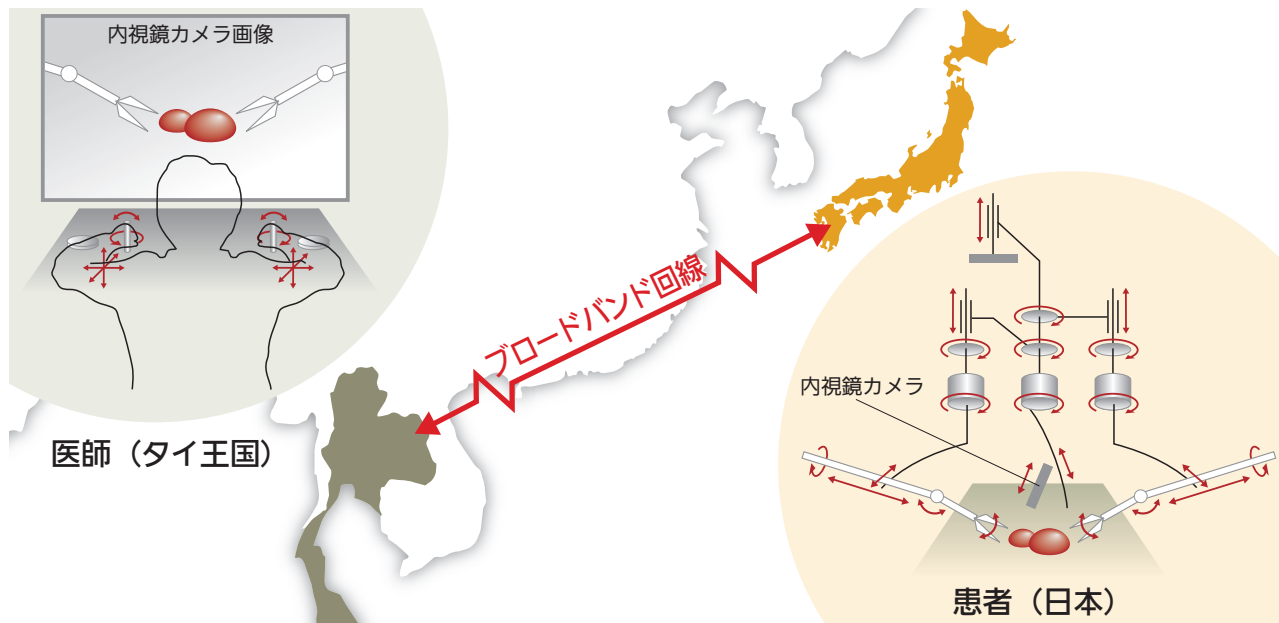 内視鏡カメラ画像
ブロードバンド回線
医師（タイ王国）
内視鏡カメラ
患者（日本）